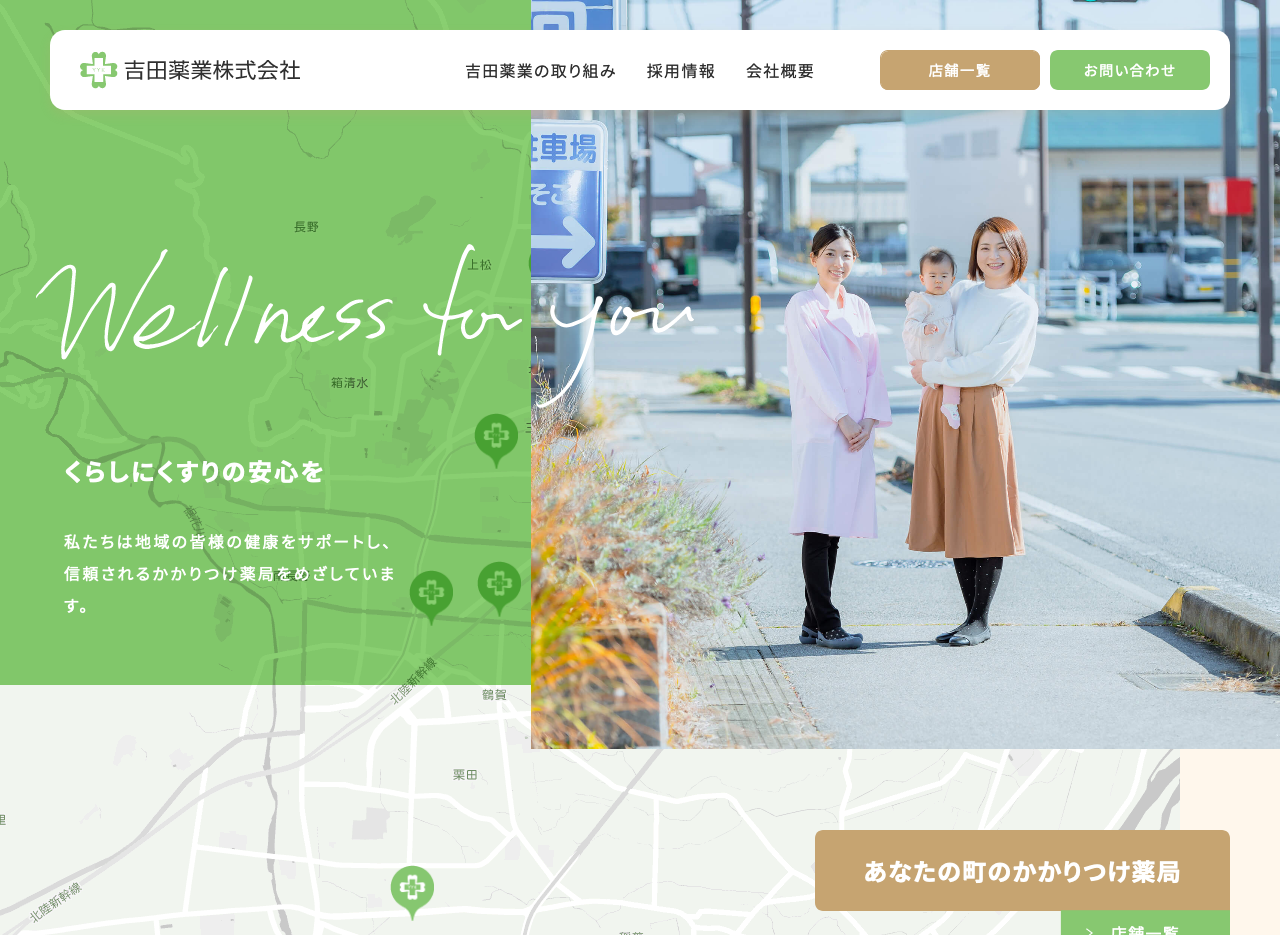 吉田薬業株式会社
吉田薬業の取り組み
採用情報
会社概要
店舗一覧
お問い合わせ
車場
そこ
長野
上松
Wellness for you
箱清水
くらしにくすりの安心を
私たちは地域の皆様の健康をサポートし、
信頼されるかかりつけ薬局をめざしていま
す。
北陸新幹線
鶴賀
栗田
里
あなたの町のかかりつけ薬局
北陸新幹線
店舗一覧